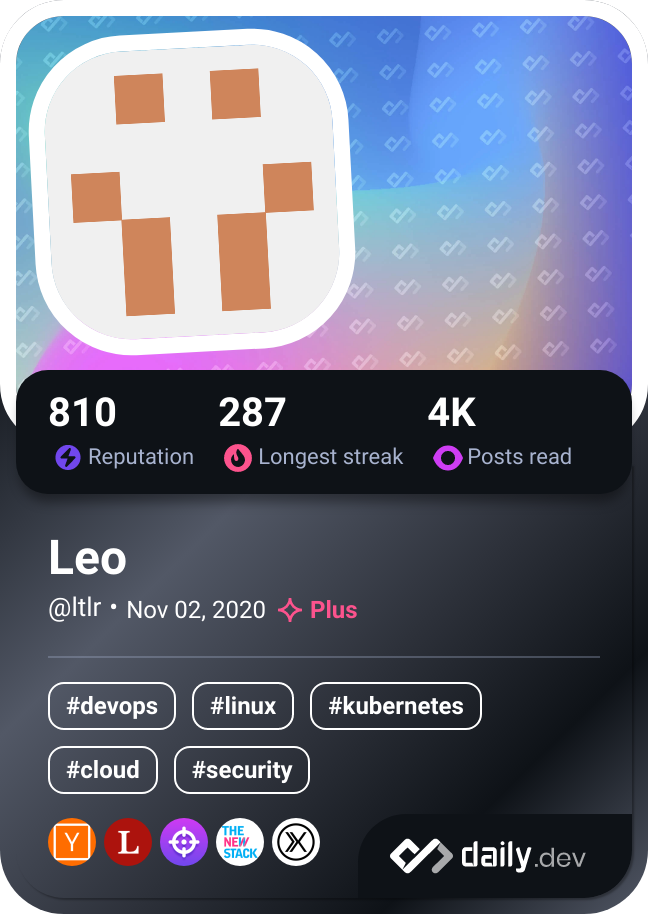 810 287 4K
Reputation Longest streak Posts read
Leo
@ltlr • Nov 02, 2020 Plus
#devops #linux #kubernetes
#cloud #security
Y L THE NEW STACK
daily.dev